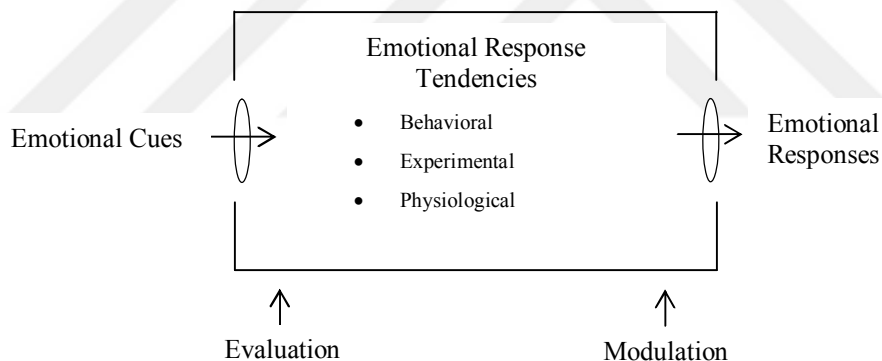 Emotional Response
Tendencies
Emotional Cues
• Behavioral
• Experimental
• Physiological
Emotional
Responses
Evaluation
Modulation